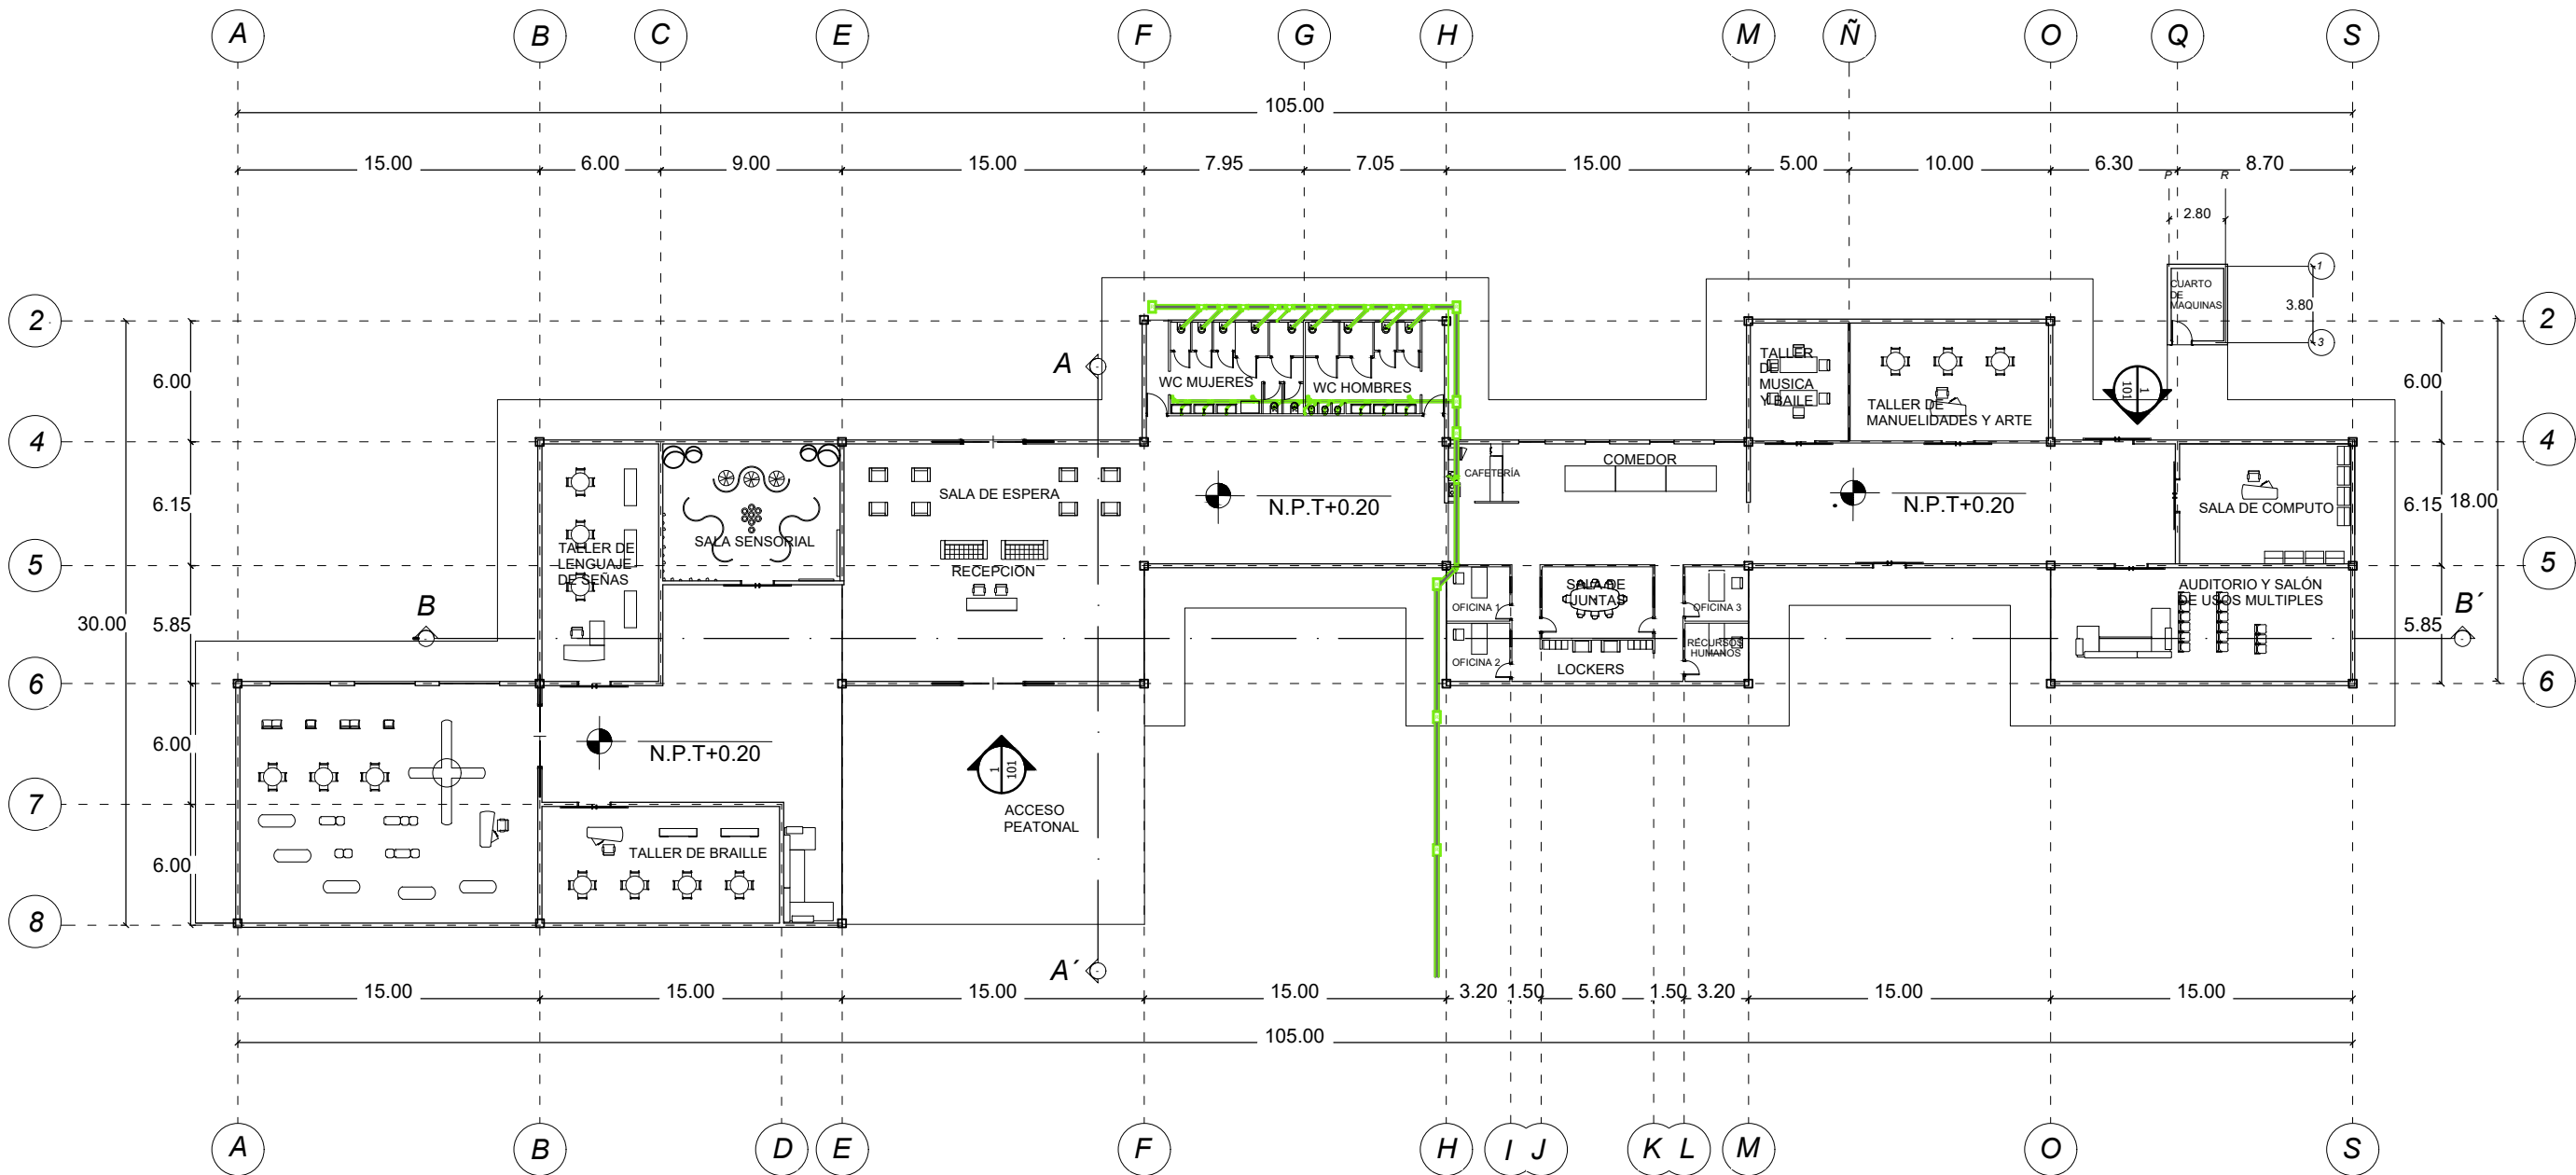 A B C E F G H M Ñ O Q S
105.00
15.00 6.00 9.00 15.00 7.95 7.05 15.00 5.00 10.00 6.30 8.70
P R
2.80
1
CUARTO
DE
MAQUINAS
3.80
3
2 2
6.00 6.00
A
WC MUJERES WC HOMBRES
TALLER
DE
MUSICA
Y BAILE
TALLER DE
MANUELIDADES Y ARTE
1
101
4 4
6.15 6.15
18.00
SALA DE ESPERA
N.P.T+0.20
CAFETERÍA
COMEDOR
N.P.T+0.20
SALA DE COMPUTO
SALA SENSORIAL
TALLER DE
LENGUAJE
DE SEÑAS
RECEPCION
5 5
OFICINA 1
SALA DE
JUNTAS
OFICINA 3
AUDITORIO Y SALÓN
DE USOS MULTIPLES
B B´
30.00
5.85 5.85
OFICINA 2
LOCKERS
RECURSOS
HUMANOS
6 6
6.00
N.P.T+0.20
1
101
7
ACCESO
PEATONAL
TALLER DE BRAILLE
6.00
8
A´
15.00 15.00 15.00 15.00 3.20 1.50 5.60 1.50 3.20 15.00 15.00
105.00
A B D E F H I J K L M O S